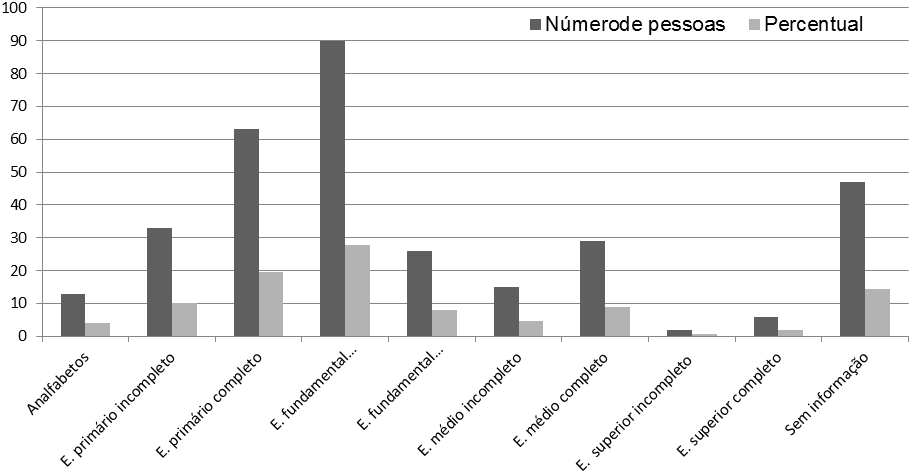 100
90
80
70
60
50
40
30
20
10
0
Númerode pessoas
Percentual
Analfabetos
E. primário incompleto
E. primário completo
E. fundamental...
E. fundamental...
E. médio incompleto
E. médio completo
E. superior incompleto
E. superior completo
Sem informação